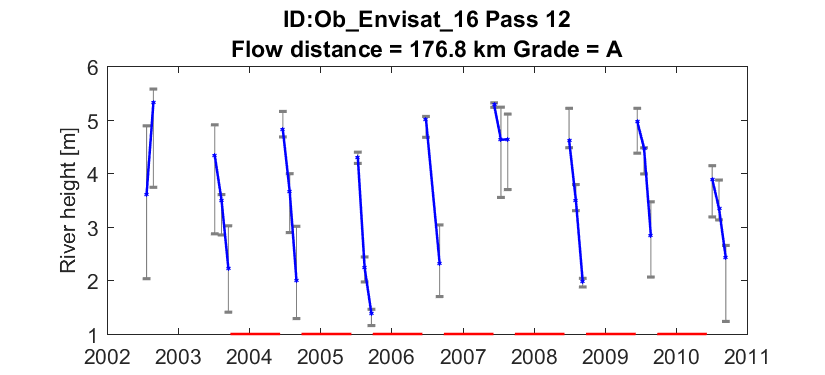 ID:Ob_Envisat_16 Pass 12
Flow distance = 176.8 km Grade = A
River height [m]
6
5
4
3
2
1
2002 2003 2004 2005 2006 2007 2008 2009 2010 2011